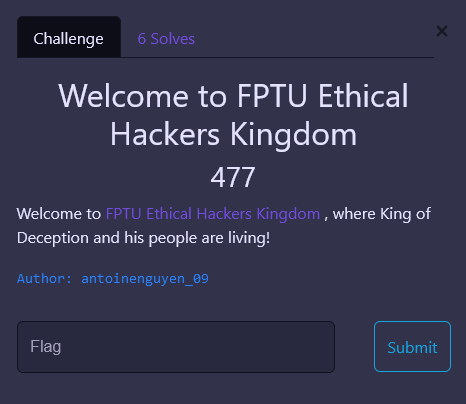 Challenge
6 Solves
×
Welcome to FPTU Ethical
Hackers Kingdom
477
Welcome to FPTU Ethical Hackers Kingdom , where King of
Deception and his people are living!
Author: antoinenguyen_09
Flag
Submit